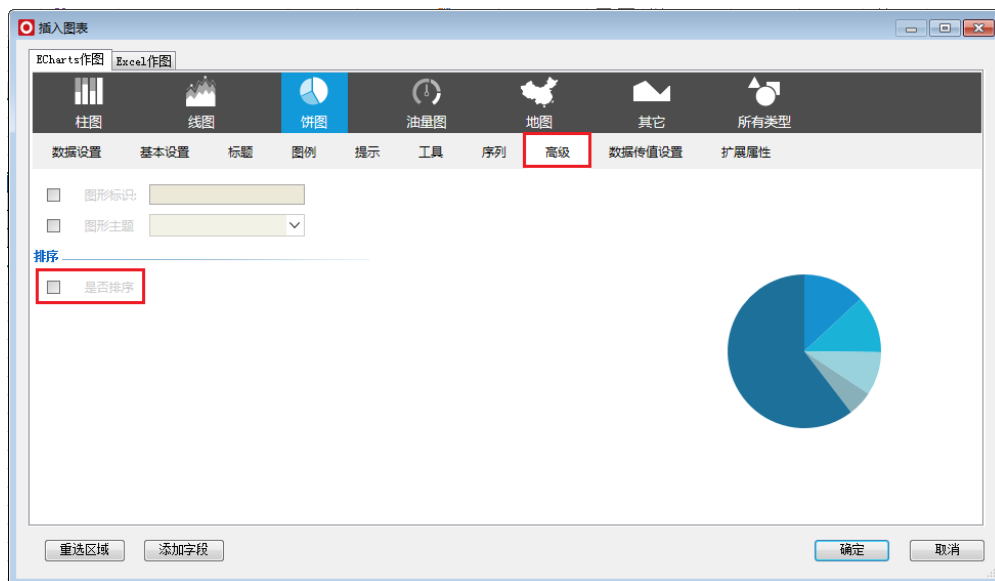 插入图表
ECharts作图 Excel作图
柱图 线图 饼图 油量图 地图 其它 所有类型
数据设置 基本设置 标题 图例 提示 工具 序列 高级 数据传值设置 扩展属性
图形标识:
图形主题
排序
是否排序
重选区域 添加字段 确定 取消